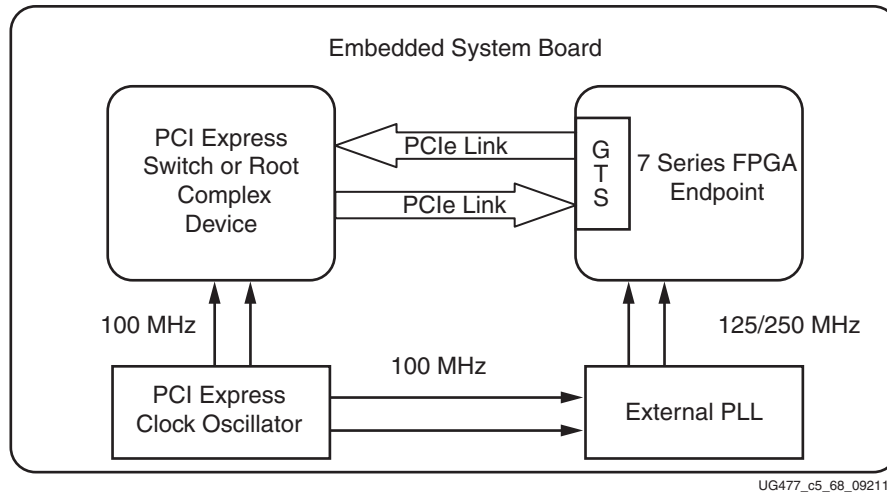 Embedded System Board
PCI Express
Switch or Root
Complex
Device
PCIe Link
PCIe Link
G
T
S
7 Series FPGA
Endpoint
100 MHz
125/250 MHz
PCI Express
Clock Oscillator
100 MHz
External PLL
UG477_c5_68_09211